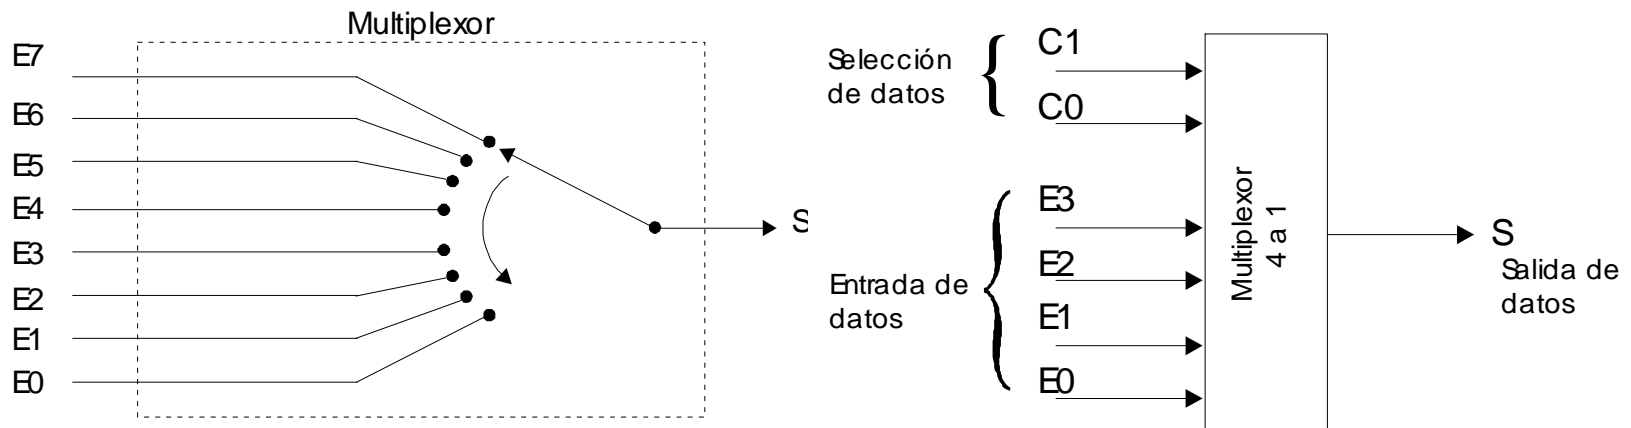 Multiplexor
E7
E6
E5
E4
E3
E2
E1
E0
S
Selección
de datos
C1
C0
Entrada de
datos
E3
E2
E1
E0
Multiplexor
4 a 1
S
Salida de
datos